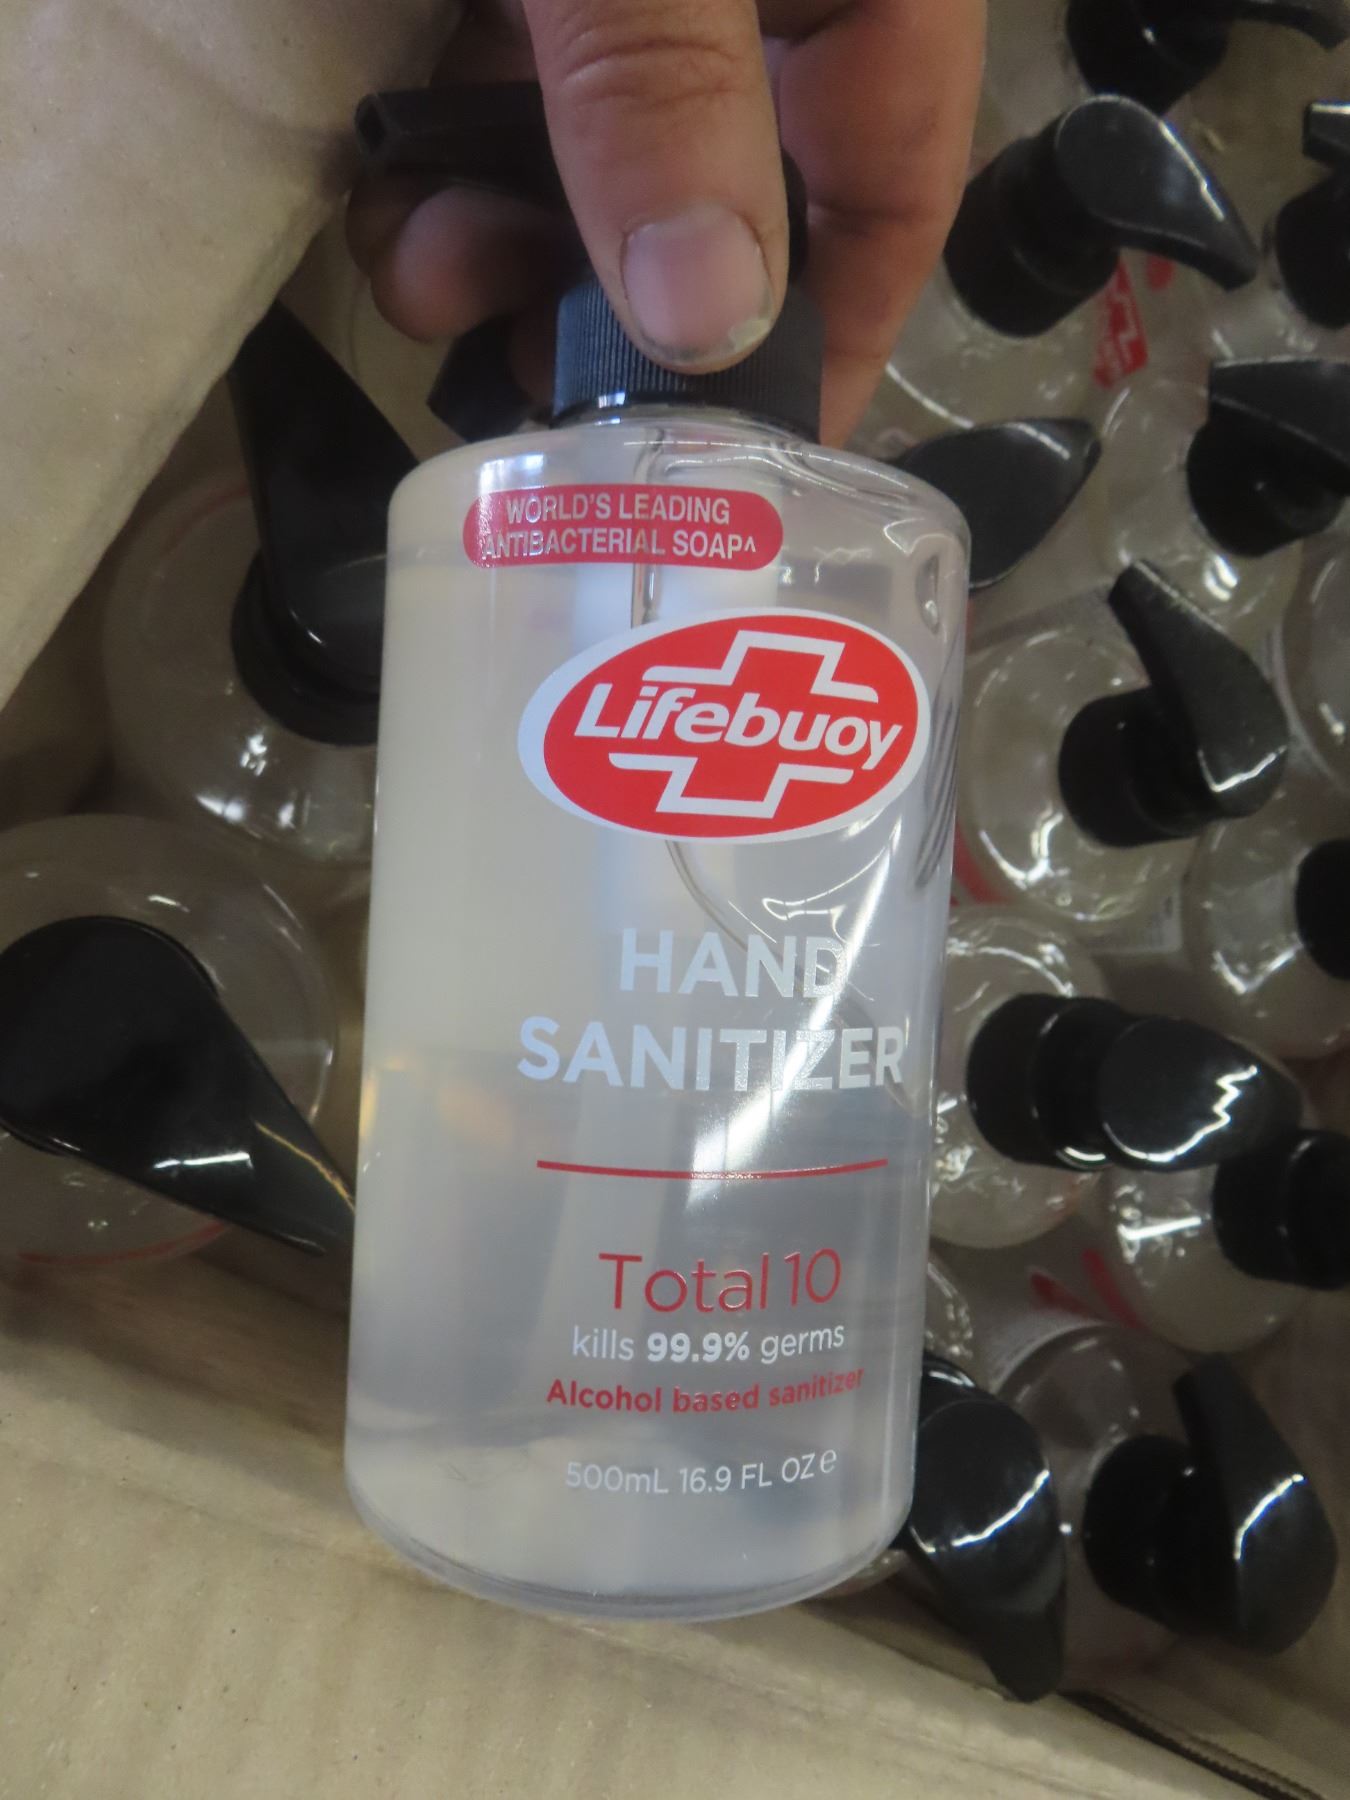 WORLD'S LEADING
ANTIBACTERIAL SOAP^
Lifebuoy
HAND
SANITIZER
Total 10
kills 99.9% germs
Alcohol based sanitizer
500mL 16.9 FL OZ ℮